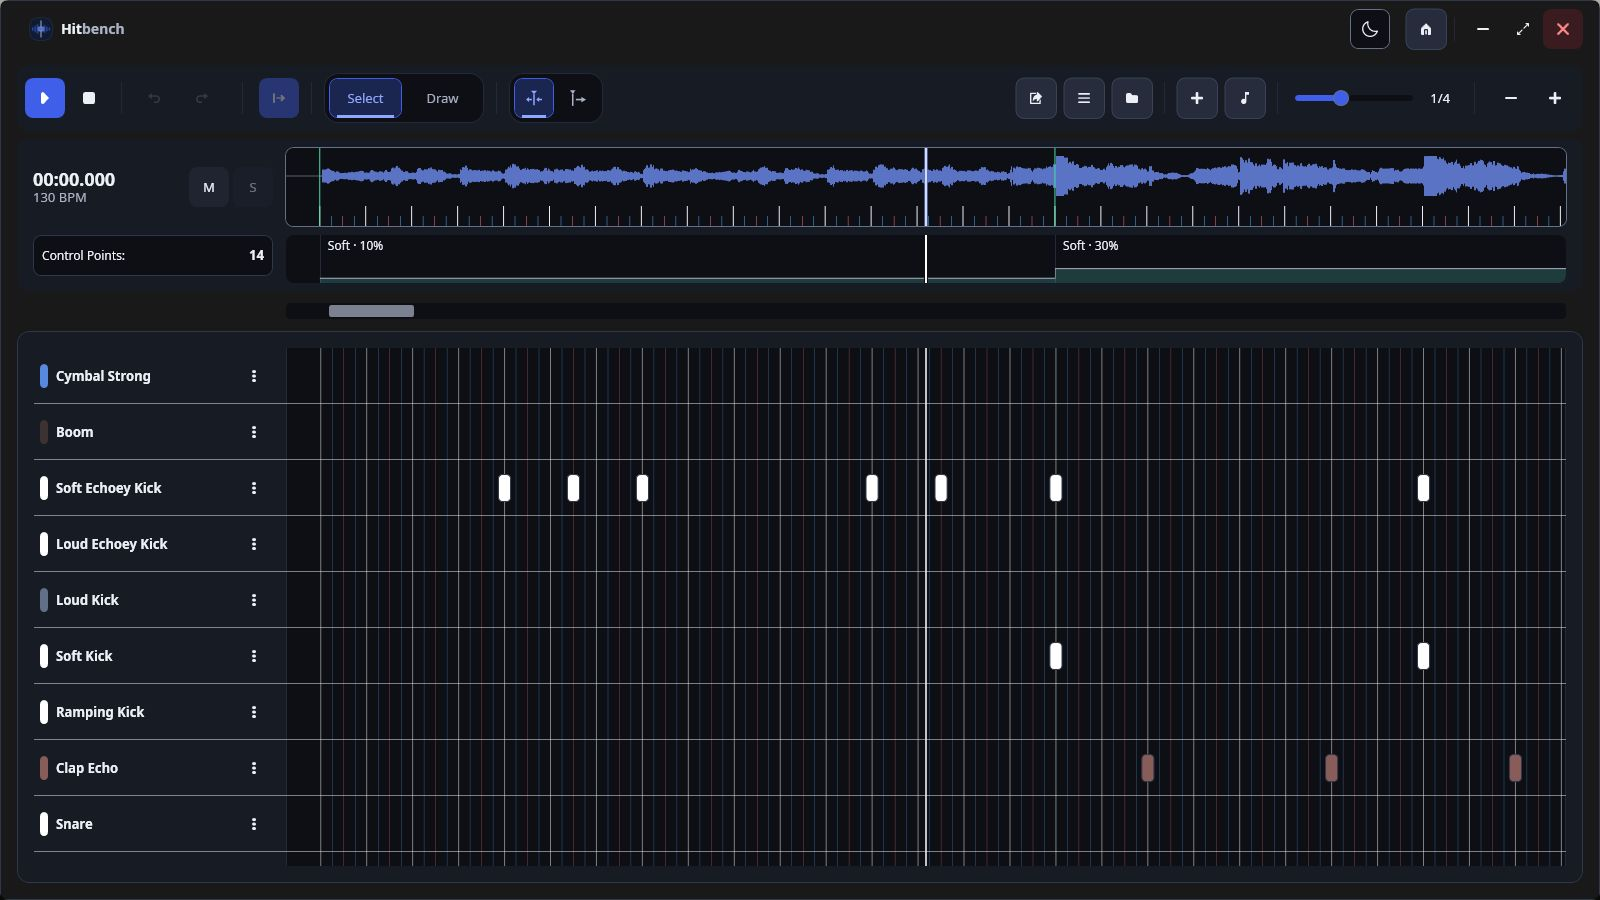 Hitbench
Select
Draw
1/4
00:00.000
130 BPM
M
S
Control Points:
14
Soft · 10%
Soft · 30%
Cymbal Strong
Boom
Soft Echoey Kick
Loud Echoey Kick
Loud Kick
Soft Kick
Ramping Kick
Clap Echo
Snare